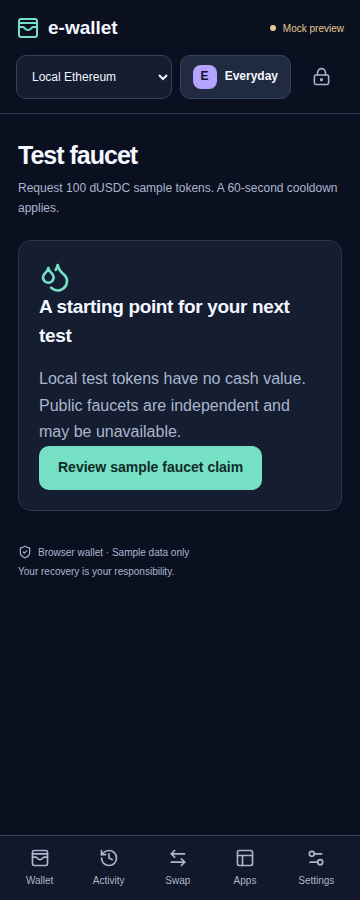 e-wallet
Mock preview
Local Ethereum
E
Everyday
Test faucet
Request 100 dUSDC sample tokens. A 60-second cooldown
applies.
A starting point for your next
test
Local test tokens have no cash value.
Public faucets are independent and
may be unavailable.
Review sample faucet claim
Browser wallet · Sample data only
Your recovery is your responsibility.
Wallet
Activity
Swap
Apps
Settings